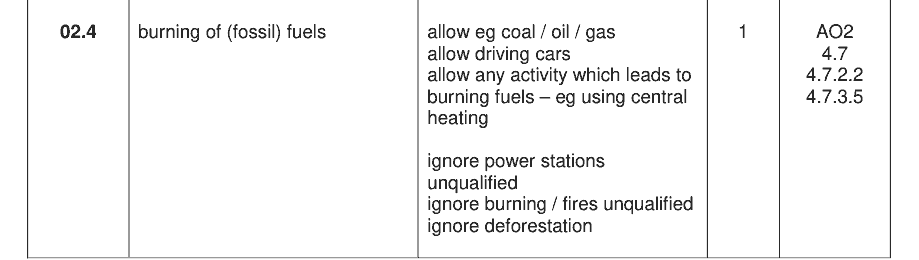 02.4 burning of (fossil) fuels allow eg coal / oil / gas 1 AO2
allow driving cars 4.7
allow any activity which leads to 4.7.2.2
burning fuels – eg using central 4.7.3.5
heating
ignore power stations
unqualified
ignore burning / fires unqualified
ignore deforestation